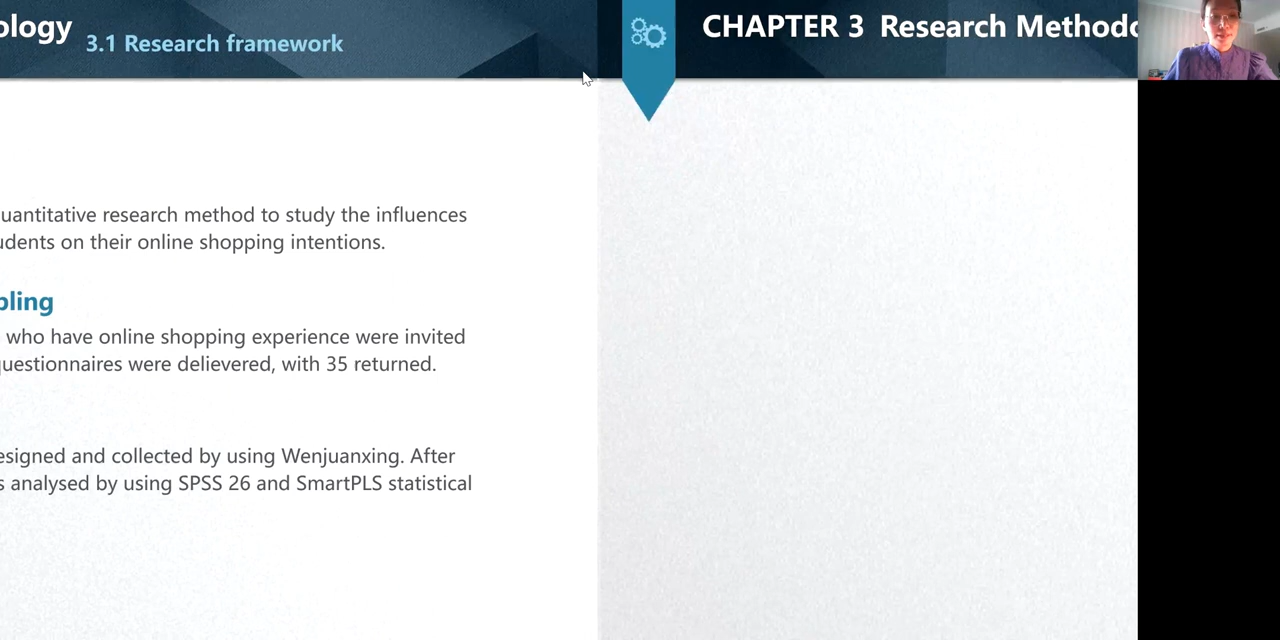 ology
3.1 Research framework
uantitative research method to study the influences
udents on their online shopping intentions.
pling
who have online shopping experience were invited
questionnaires were delievered, with 35 returned.
esigned and collected by using Wenjuanxing. After
s analysed by using SPSS 26 and SmartPLS statistical
CHAPTER 3 Research Methodo